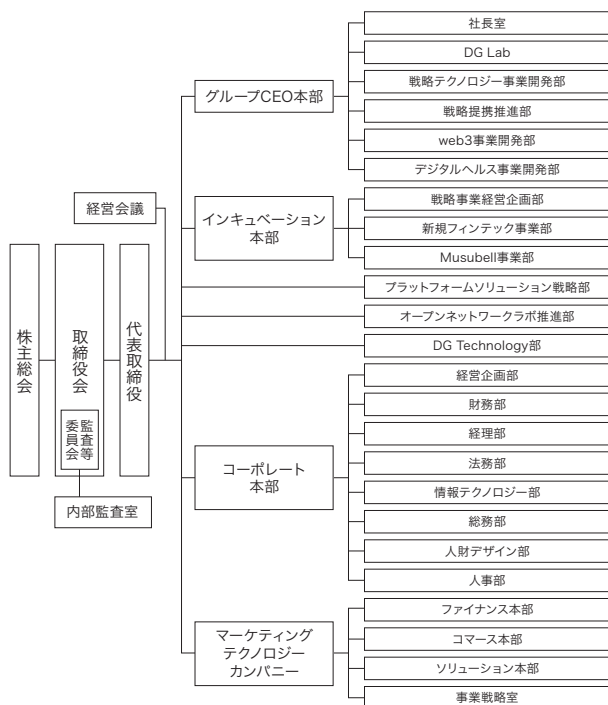 株主総会
取締役会
監査等
委員会
内部監査室
代表取締役
経営会議
グループCEO本部
社長室
DG Lab
戦略テクノロジー事業開発部
戦略提携推進部
web3事業開発部
デジタルヘルス事業開発部
インキュベーション
本部
戦略事業経営企画部
新規フィンテック事業部
Musubell事業部
プラットフォームソリューション戦略部
オープンネットワークラボ推進部
DG Technology部
コーポレート
本部
経営企画部
財務部
経理部
法務部
情報テクノロジー部
総務部
人財デザイン部
人事部
マーケティング
テクノロジー
カンパニー
ファイナンス本部
コマース本部
ソリューション本部
事業戦略室